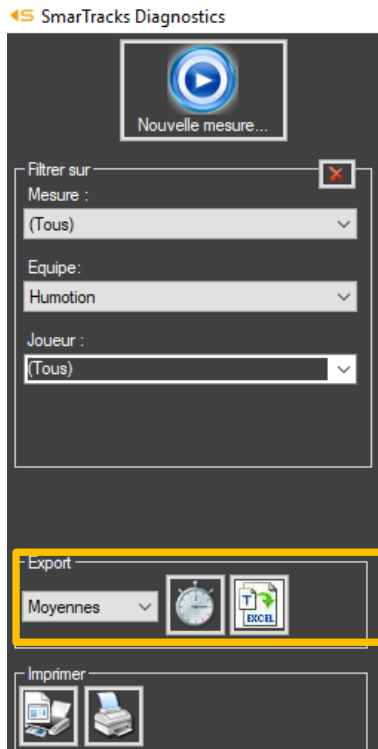 SmarTracks Diagnostics
Nouvelle mesure...
Filtrer sur
Mesure :
(Tous)
Equipe:
Humotion
Joueur :
(Tous)
Export
Moyennes
T
EXCEL
Imprimer